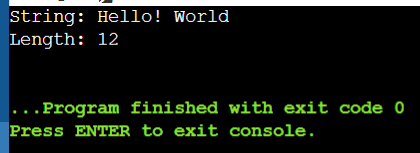 String: Hello! World
Length: 12
...Program finished with exit code 0
Press ENTER to exit console.